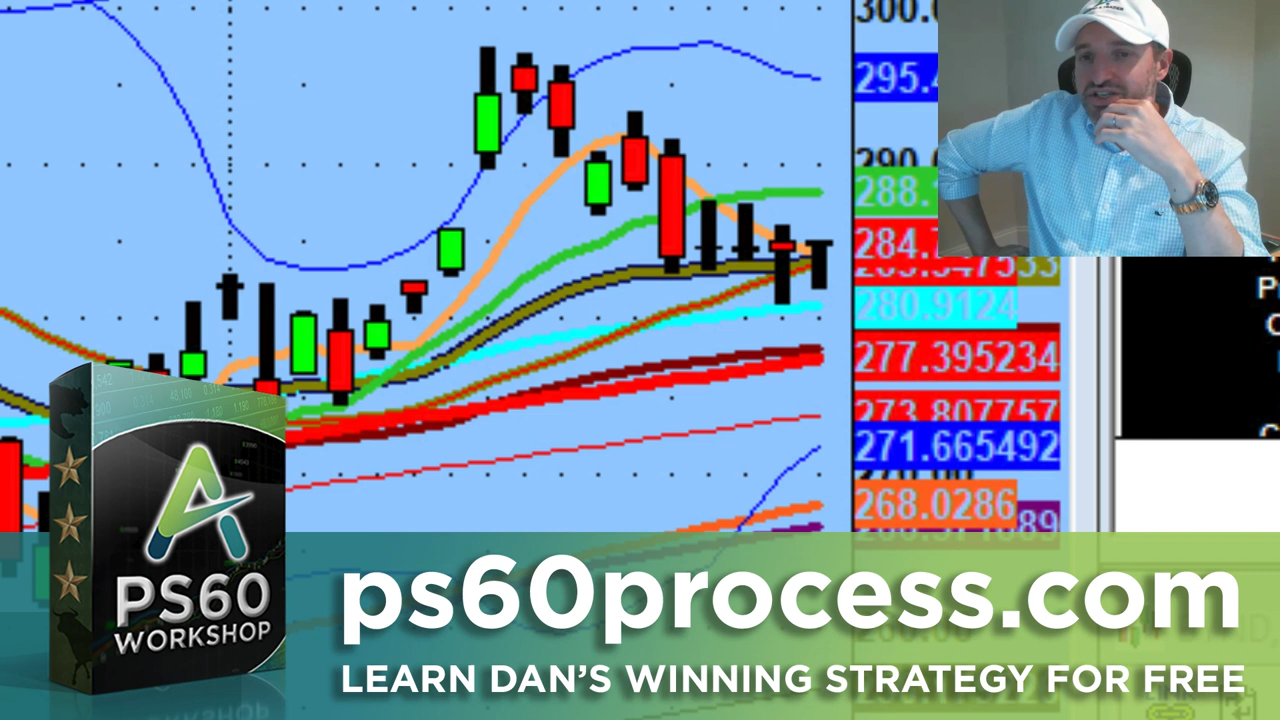 295.4
288.
284.7
280.9124
277.395234
273.807757
271.665492
268.0286
PS60
WORKSHOP
ps60process.com
LEARN DAN'S WINNING STRATEGY FOR FREE